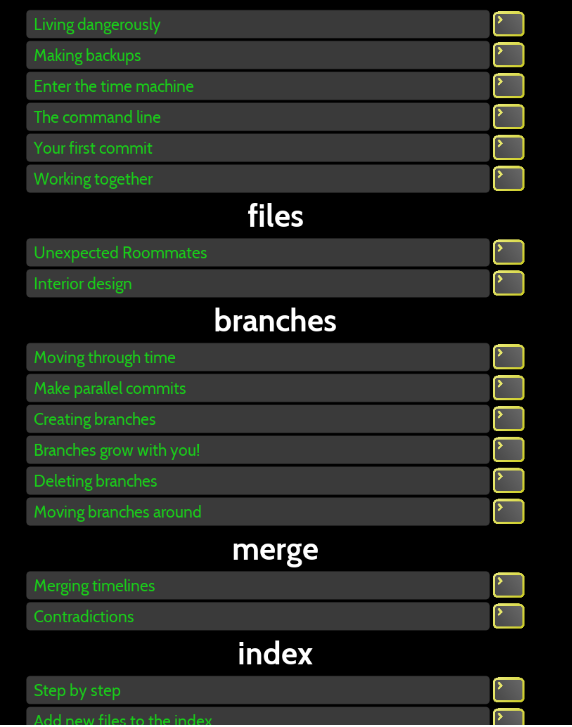 Living dangerously
Making backups
Enter the time machine
The command line
Your first commit
Working together
files
Unexpected Roommates
Interior design
branches
Moving through time
Make parallel commits
Creating branches
Branches grow with you!
Deleting branches
Moving branches around
merge
Merging timelines
Contradictions
index
Step by step
Add new files to the index